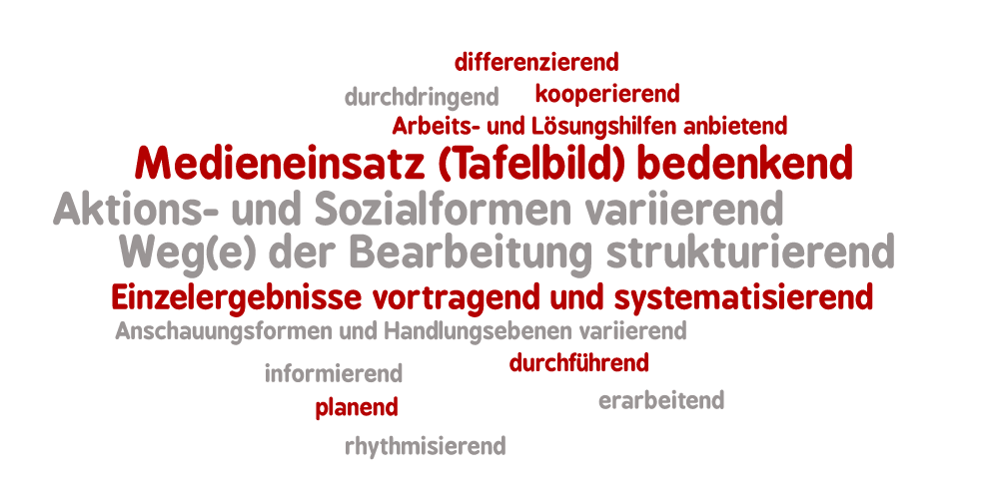 differenzierend
durchdringend
kooperierend
Arbeits- und Lösungshilfen anbietend
Medieneinsatz (Tafelbild) bedenkend
Aktions- und Sozialformen variierend
Weg(e) der Bearbeitung strukturierend
Einzelergebnisse vortragend und systematisierend
Anschauungsformen und Handlungsebenen variierend
durchführend
informierend
erarbeitend
planend
rhythmisierend